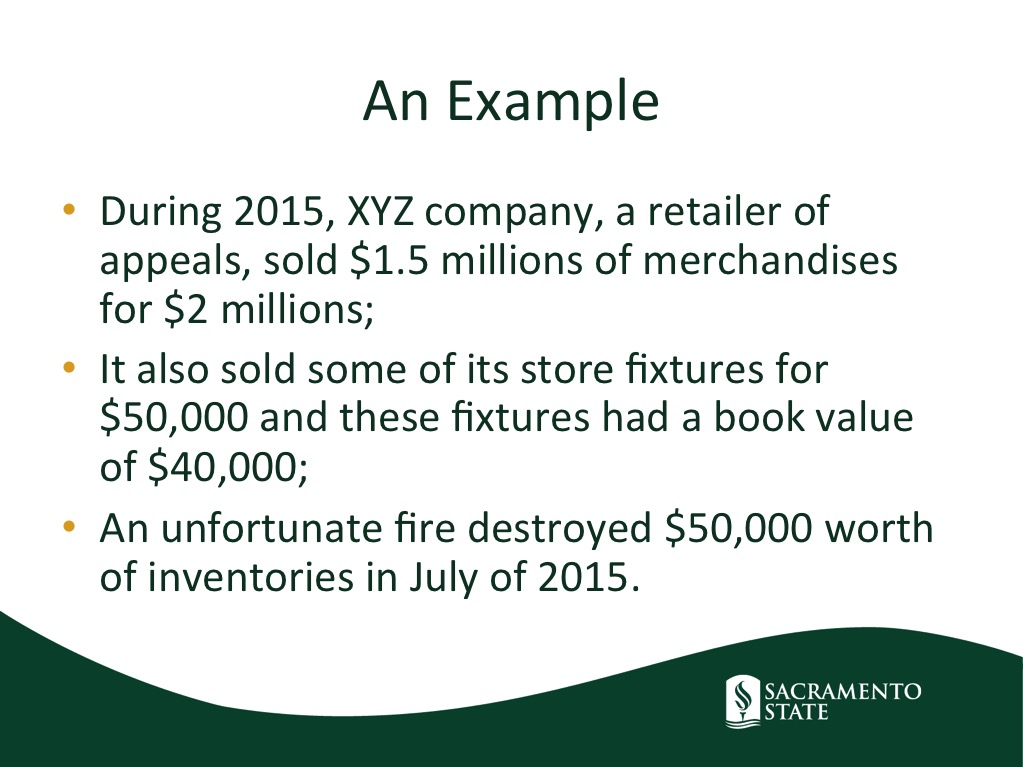 An Example
• During 2015, XYZ company, a retailer of
appeals, sold $1.5 millions of merchandises
for $2 millions;
• It also sold some of its store fixtures for
$50,000 and these fixtures had a book value
of $40,000;
• An unfortunate fire destroyed $50,000 worth
of inventories in July of 2015.
SACRAMENTO
STATE